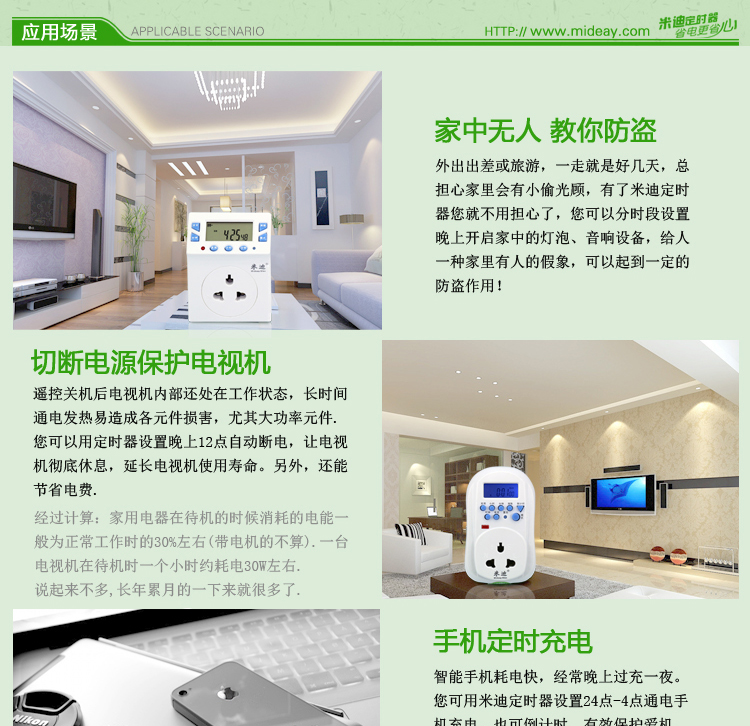 应用场景
APPLICABLE SCENARIO
HTTP:// www.mideay.com
米迪定时器
省电更省心
家中无人 教你防盗
外出出差或旅游，一走就是好几天，总
担心家里会有小偷光顾，有了米迪定时
器您就不用担心了，您可以分时段设置
晚上开启家中的灯泡、音响设备，给人
一种家里有人的假象，可以起到一定的
防盗作用！
米迪
切断电源保护电视机
遥控关机后电视机内部还处在工作状态，长时间
通电发热易造成各元件损害，尤其大功率元件.
您可以用定时器设置晚上12点自动断电，让电视
机彻底休息，延长电视机使用寿命。另外，还能
节省电费.
经过计算：家用电器在待机的时候消耗的电能一
般为正常工作时的30%左右(带电机的不算).一台
电视机在待机时一个小时约耗电30W左右.
说起来不多,长年累月的一下来就很多了.
米迪
手机定时充电
智能手机耗电快，经常晚上过充一夜。
您可用米迪定时器设置24点-4点通电手
机充电，也可倒计时，有效保护爱机
Nikon